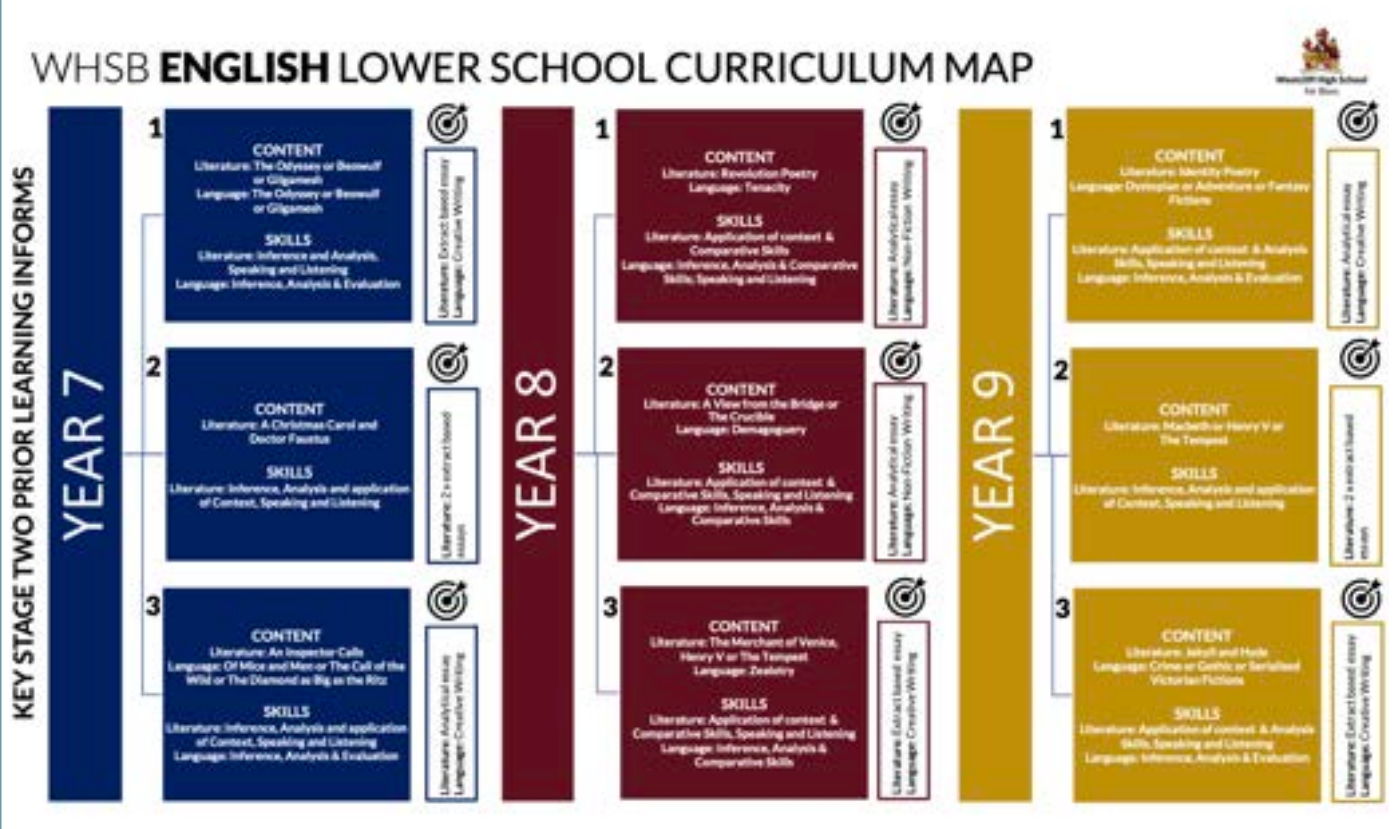 WHSB ENGLISH LOWER SCHOOL CURRICULUM MAP
Westcliff High School
for Boys
KEY STAGE TWO PRIOR LEARNING INFORMS
YEAR 7
1
CONTENT
Literature: The Odyssey or Beowulf
or Gilgamesh
Language: The Odyssey or Beowulf
or Gilgamesh
SKILLS
Literature: Inference and Analysis,
Speaking and Listening
Language: Inference, Analysis & Evaluation
Literature: Extract based essay
Language: Creative Writing
2
CONTENT
Literature: A Christmas Carol and
Doctor Faustus
SKILLS
Literature: Inference, Analysis and application
of Context, Speaking and Listening
Literature: 2 x extract based
essays
3
CONTENT
Literature: An Inspector Calls
Language: Of Mice and Men or The Call of the
Wild or The Diamond as Big as the Ritz
SKILLS
Literature: Inference, Analysis and application
of Context, Speaking and Listening
Language: Inference, Analysis & Evaluation
Literature: Analytical essay
Language: Creative Writing
YEAR 8
1
CONTENT
Literature: Revolution Poetry
Language: Tenacity
SKILLS
Literature: Application of context &
Comparative Skills
Language: Inference, Analysis & Comparative
Skills, Speaking and Listening
Literature: Analytical essay
Language: Non-Fiction Writing
2
CONTENT
Literature: A View from the Bridge or
The Crucible
Language: Demagoguery
SKILLS
Literature: Application of context &
Comparative Skills, Speaking and Listening
Language: Inference, Analysis &
Comparative Skills
Literature: Analytical essay
Language: Non-Fiction Writing
3
CONTENT
Literature: The Merchant of Venice,
Henry V or The Tempest
Language: Zealotry
SKILLS
Literature: Application of context &
Comparative Skills, Speaking and Listening
Language: Inference, Analysis &
Comparative Skills
Literature: Extract based essay
Language: Creative Writing
YEAR 9
1
CONTENT
Literature: Identity Poetry
Language: Dystopian or Adventure or Fantasy
Fictions
SKILLS
Literature: Application of context & Analysis
Skills, Speaking and Listening
Language: Inference, Analysis & Evaluation
Literature: Analytical essay
Language: Creative Writing
2
CONTENT
Literature: Macbeth or Henry V or
The Tempest
SKILLS
Literature: Inference, Analysis and application
of Context, Speaking and Listening
Literature: 2 x extract based
essays
3
CONTENT
Literature: Jekyll and Hyde
Language: Crime or Gothic or Serialised
Victorian Fictions
SKILLS
Literature: Application of context & Analysis
Skills, Speaking and Listening
Language: Inference, Analysis & Evaluation
Literature: Extract based essay
Language: Creative Writing